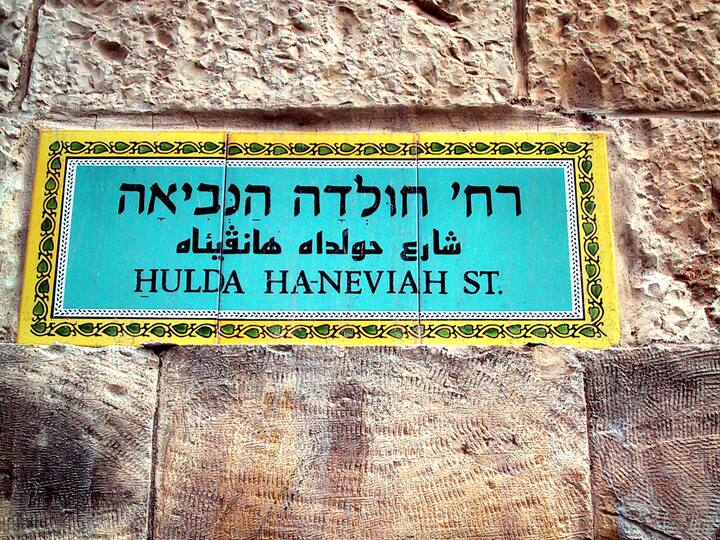 רח' חולדה הנביאה
شارع حولداه هانڤيئاه
HULDA HA-NEVIAH ST.